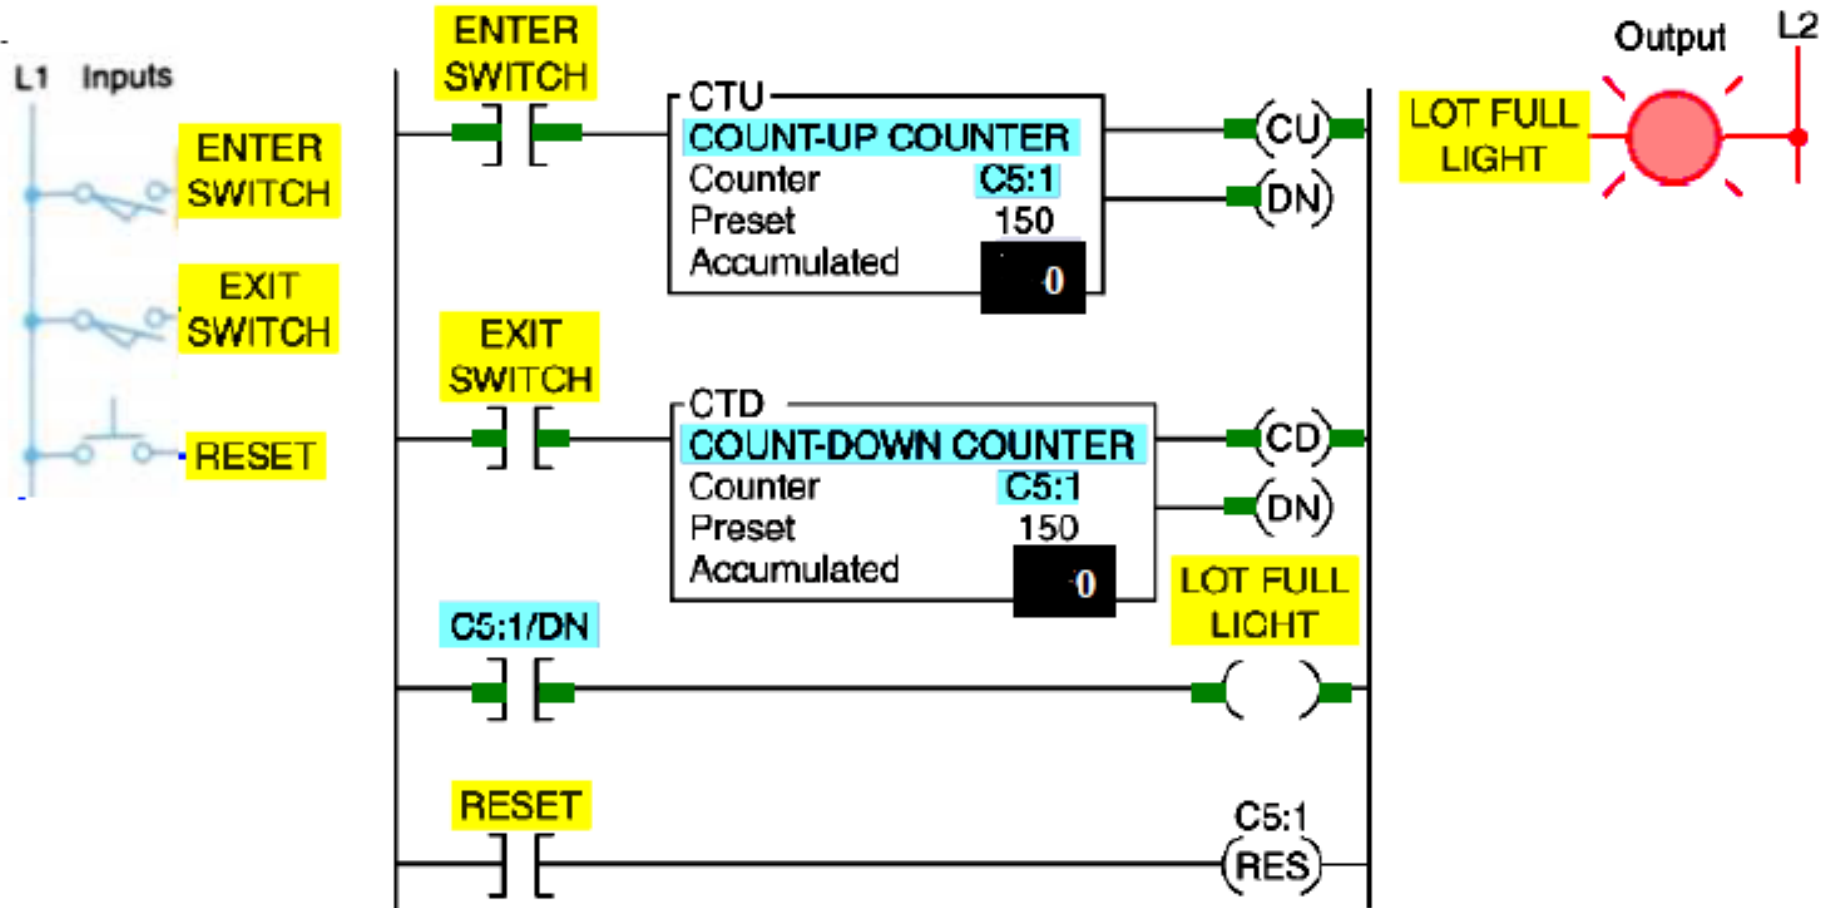 L1 Inputs
ENTER
SWITCH
EXIT
SWITCH
RESET
ENTER
SWITCH
CTU
COUNT-UP COUNTER
Counter C5:1
Preset 150
Accumulated 0
CU
DN
EXIT
SWITCH
CTD
COUNT-DOWN COUNTER
Counter C5:1
Preset 150
Accumulated 0
CD
DN
C5:1/DN
LOT FULL
LIGHT
RESET
C5:1
RES
Output L2
LOT FULL
LIGHT